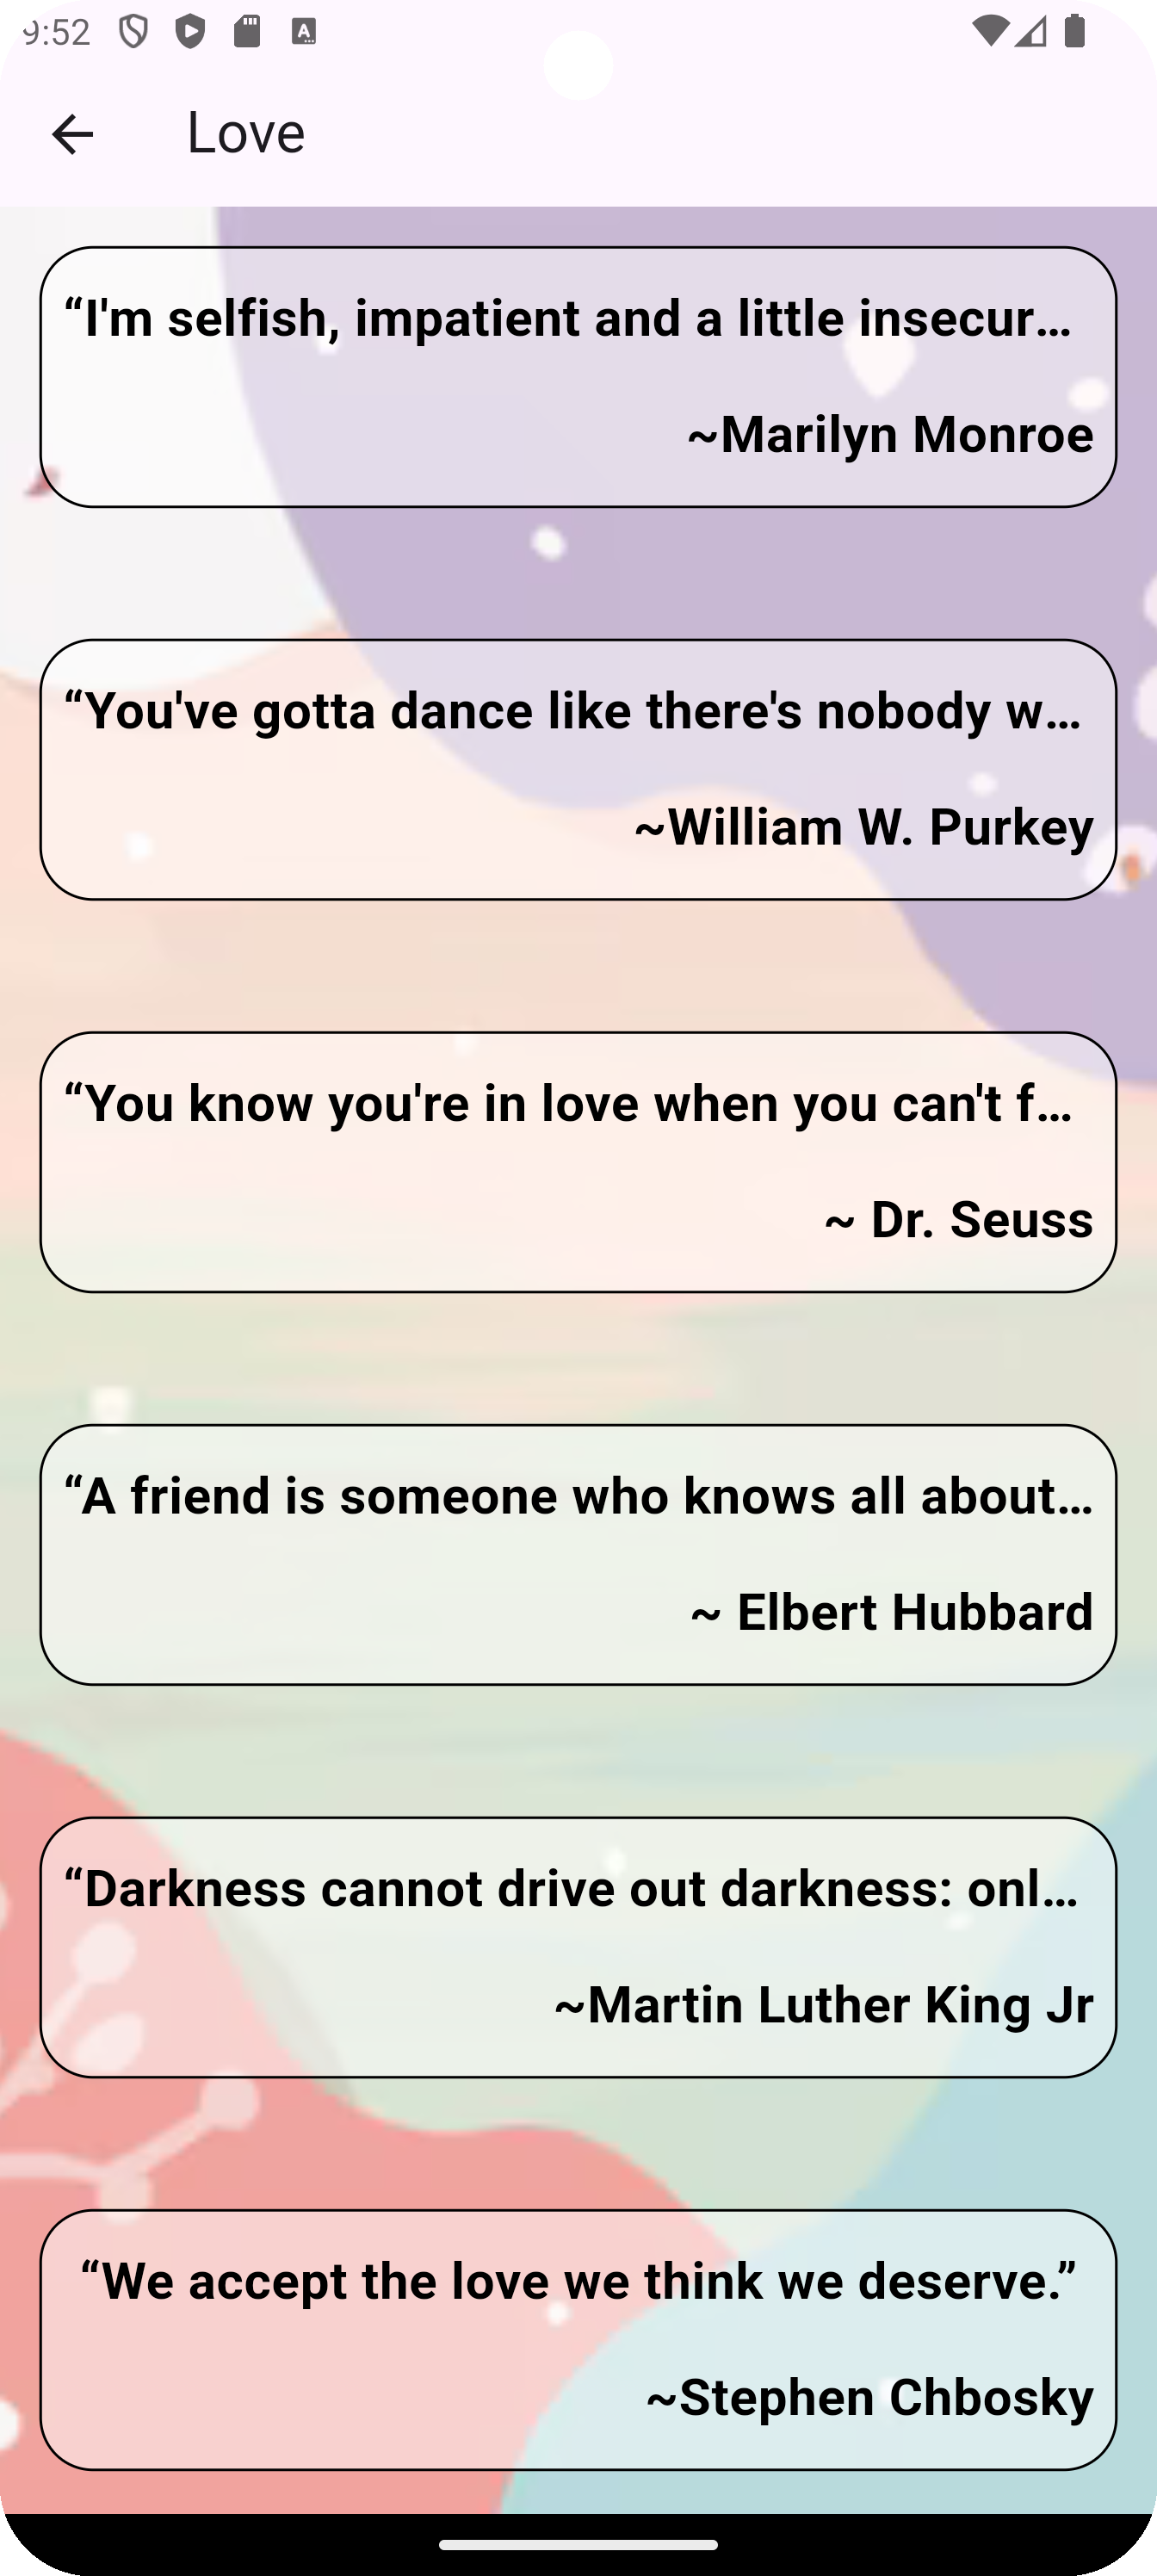 9:52
Love
“I'm selfish, impatient and a little insecur…
~Marilyn Monroe
“You've gotta dance like there's nobody w…
~William W. Purkey
“You know you're in love when you can't f…
~ Dr. Seuss
“A friend is someone who knows all about…
~ Elbert Hubbard
“Darkness cannot drive out darkness: onl…
~Martin Luther King Jr
“We accept the love we think we deserve.”
~Stephen Chbosky